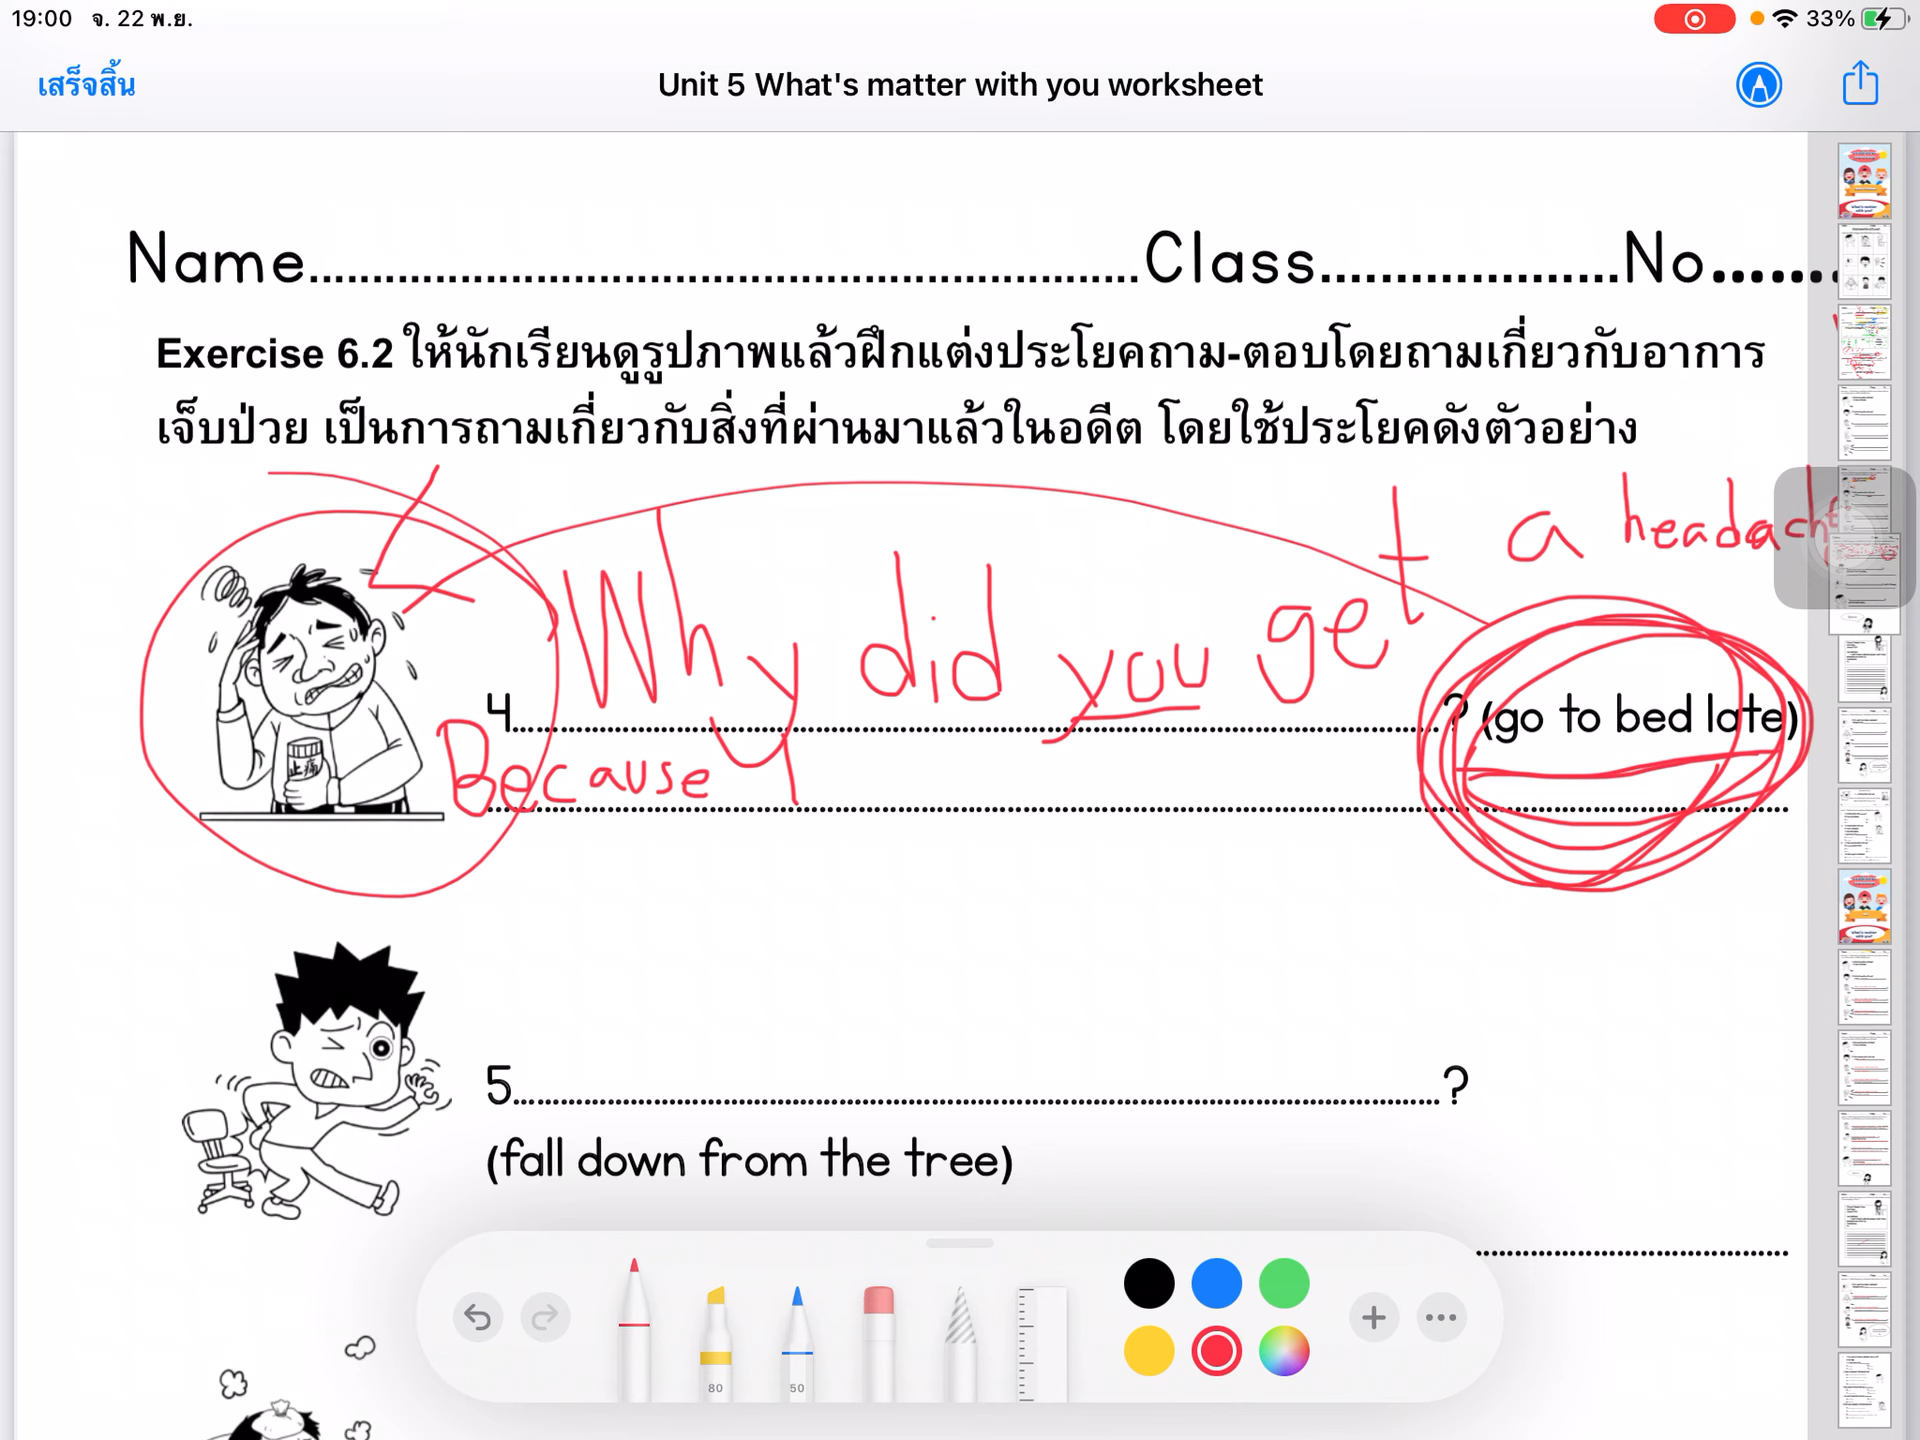 19:00 จ. 22 พ.ย.
33%
เสร็จสิ้น
Unit 5 What's matter with you worksheet
Name Class No
Exercise 6.2 ให้นักเรียนดูรูปภาพแล้วฝึกแต่งประโยคถาม-ตอบโดยถามเกี่ยวกับอาการ
เจ็บป่วย เป็นการถามเกี่ยวกับสิ่งที่ผ่านมาแล้วในอดีต โดยใช้ประโยคดังตัวอย่าง
Why did you get a headache
4 ? (go to bed late)
止痛
Because
5 ?
(fall down from the tree)
80
50